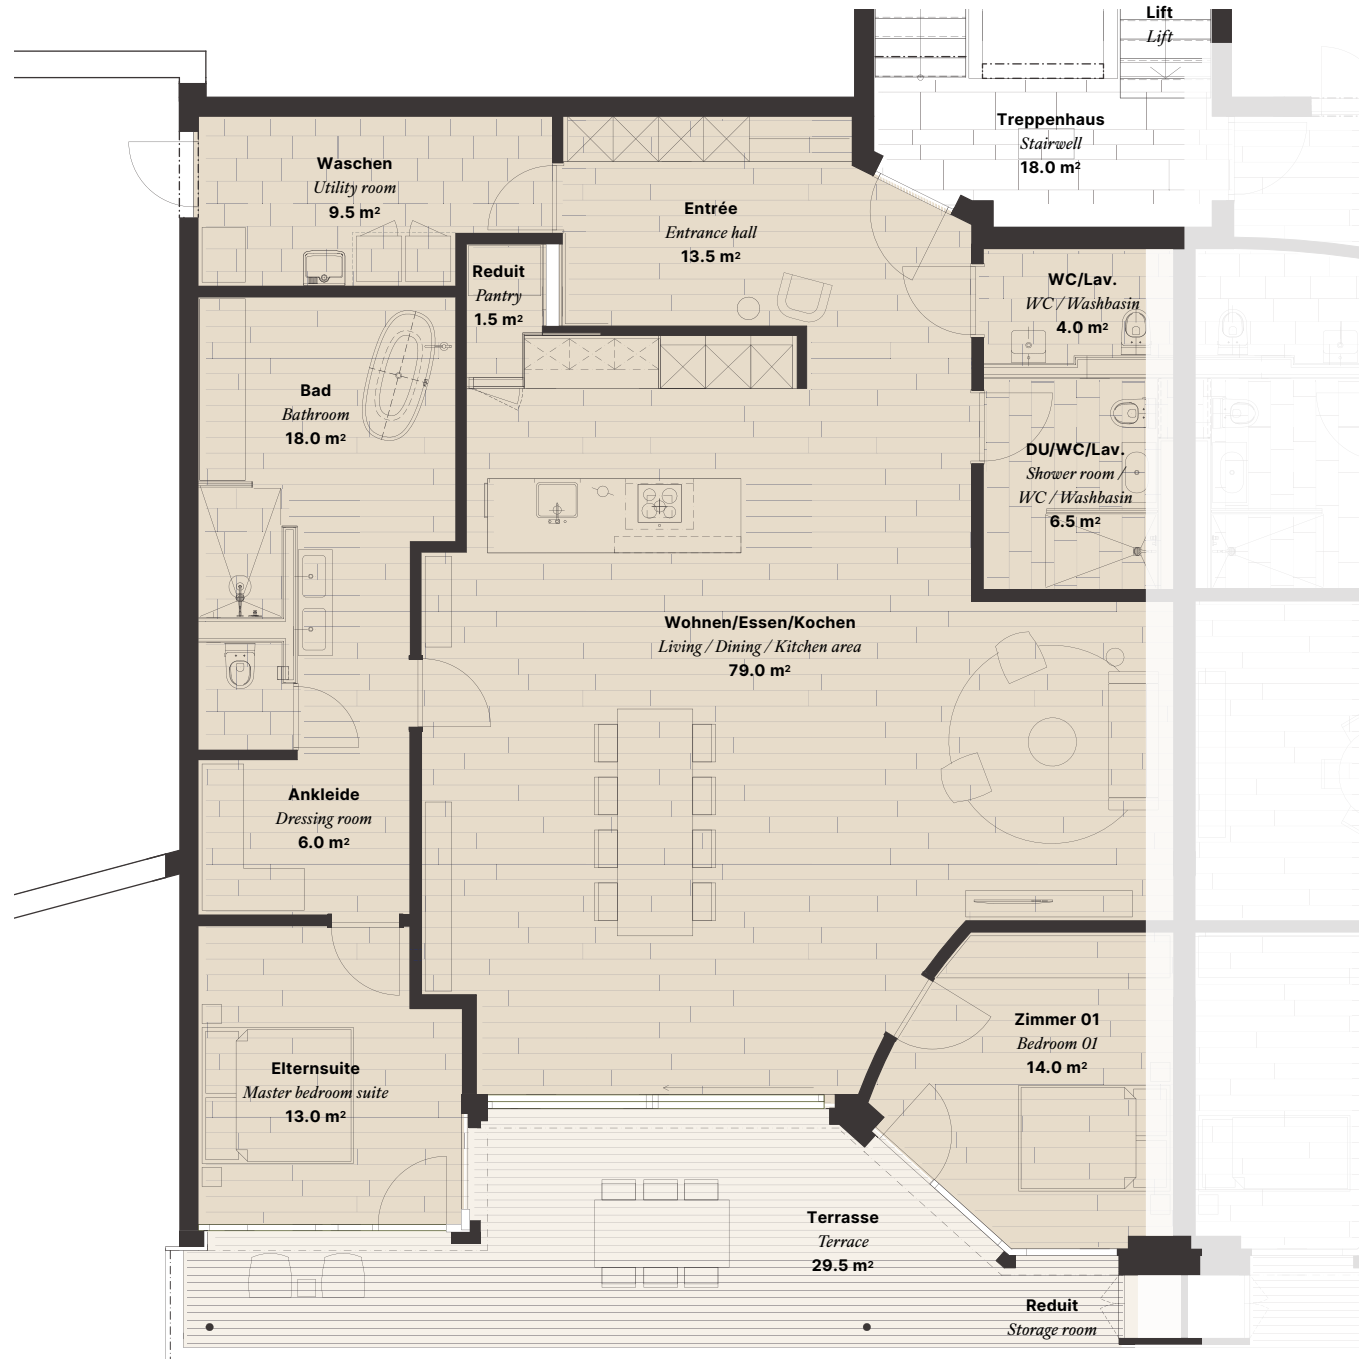 Lift
Lift
Treppenhaus
Stairwell
18.0 m²
Waschen
Utility room
9.5 m²
Entrée
Entrance hall
13.5 m²
Reduit
Pantry
1.5 m²
WC/Lav.
WC / Washbasin
4.0 m²
Bad
Bathroom
18.0 m²
DU/WC/Lav.
Shower room /
WC / Washbasin
6.5 m²
Wohnen/Essen/Kochen
Living / Dining / Kitchen area
79.0 m²
Ankleide
Dressing room
6.0 m²
Zimmer 01
Bedroom 01
14.0 m²
Elternsuite
Master bedroom suite
13.0 m²
Terrasse
Terrace
29.5 m²
Reduit
Storage room